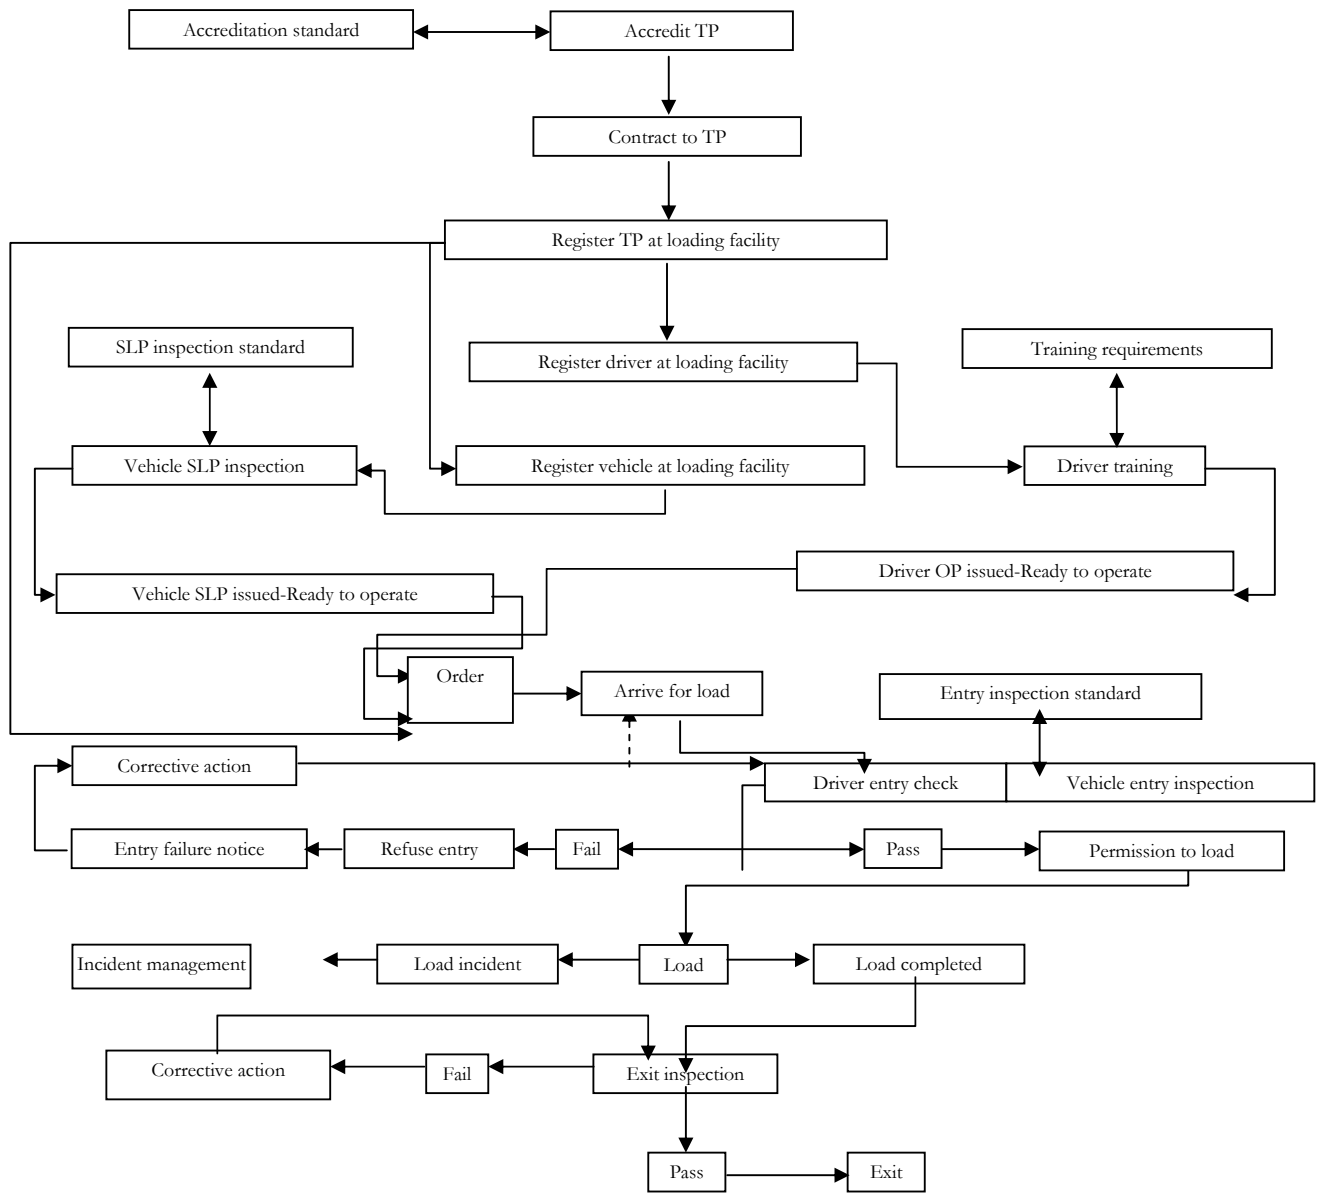 Accreditation standard
Accredit TP
Contract to TP
Register TP at loading facility
SLP inspection standard
Register driver at loading facility
Training requirements
Vehicle SLP inspection
Register vehicle at loading facility
Driver training
Driver OP issued-Ready to operate
Vehicle SLP issued-Ready to operate
Order
Arrive for load
Entry inspection standard
Corrective action
Driver entry check
Vehicle entry inspection
Entry failure notice
Refuse entry
Fail
Pass
Permission to load
Incident management
Load incident
Load
Load completed
Corrective action
Fail
Exit inspection
Pass
Exit